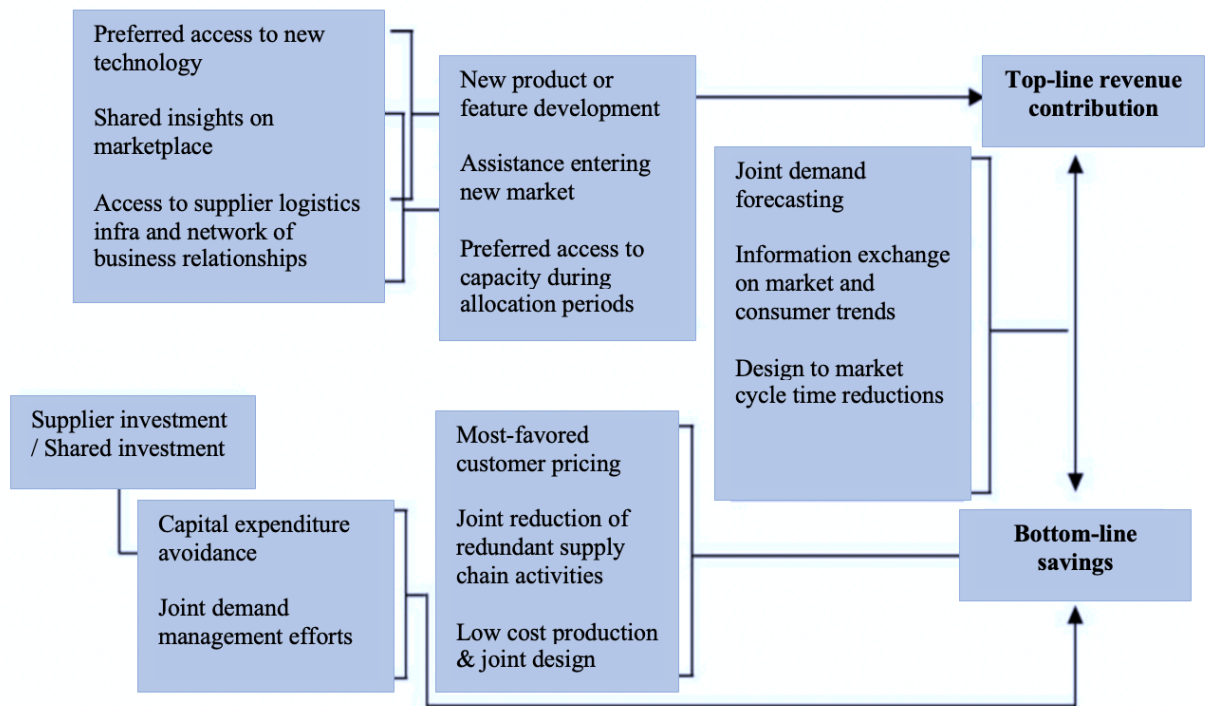 Preferred access to new
technology
Shared insights on
marketplace
Access to supplier logistics
infra and network of
business relationships
New product or
feature development
Assistance entering
new market
Preferred access to
capacity during
allocation periods
Top-line revenue
contribution
Joint demand
forecasting
Information exchange
on market and
consumer trends
Design to market
cycle time reductions
Supplier investment
/ Shared investment
Capital expenditure
avoidance
Joint demand
management efforts
Most-favored
customer pricing
Joint reduction of
redundant supply
chain activities
Low cost production
& joint design
Bottom-line
savings